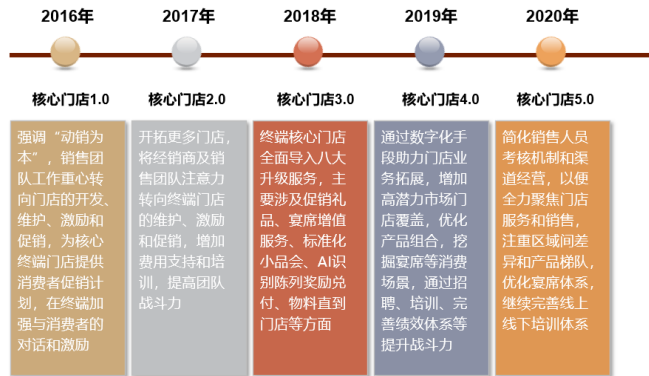 2016年
2017年
2018年
2019年
2020年
核心门店1.0
核心门店2.0
核心门店3.0
核心门店4.0
核心门店5.0
强调“动销为
本”，销售团
队工作重心转
向门店的开发、
维护、激励和
促销，为核心
终端门店提供
消费者促销计
划，在终端加
强与消费者的
对话和激励
开拓更多门店，
将经销商及销
售团队注意力
转向终端门店
的维护、激励
和促销，增加
费用支持和培
训，提高团队
战斗力
终端核心门店
全面导入八大
升级服务，主
要涉及促销礼
品、宴席增值
服务、标准化
小品会、AI识
别陈列奖励兑
付、物料直到
门店等方面
通过数字化手
段助力门店业
务拓展，增加
高潜力市场门
店覆盖，优化
产品组合，挖
掘宴席等消费
场景，通过招
聘、培训、完
善绩效体系等
提升战斗力
简化销售人员
考核机制和渠
道经营，以便
全力聚焦门店
服务和销售，
注重区域间差
异和产品梯队，
优化宴席体系，
继续完善线上
线下培训体系